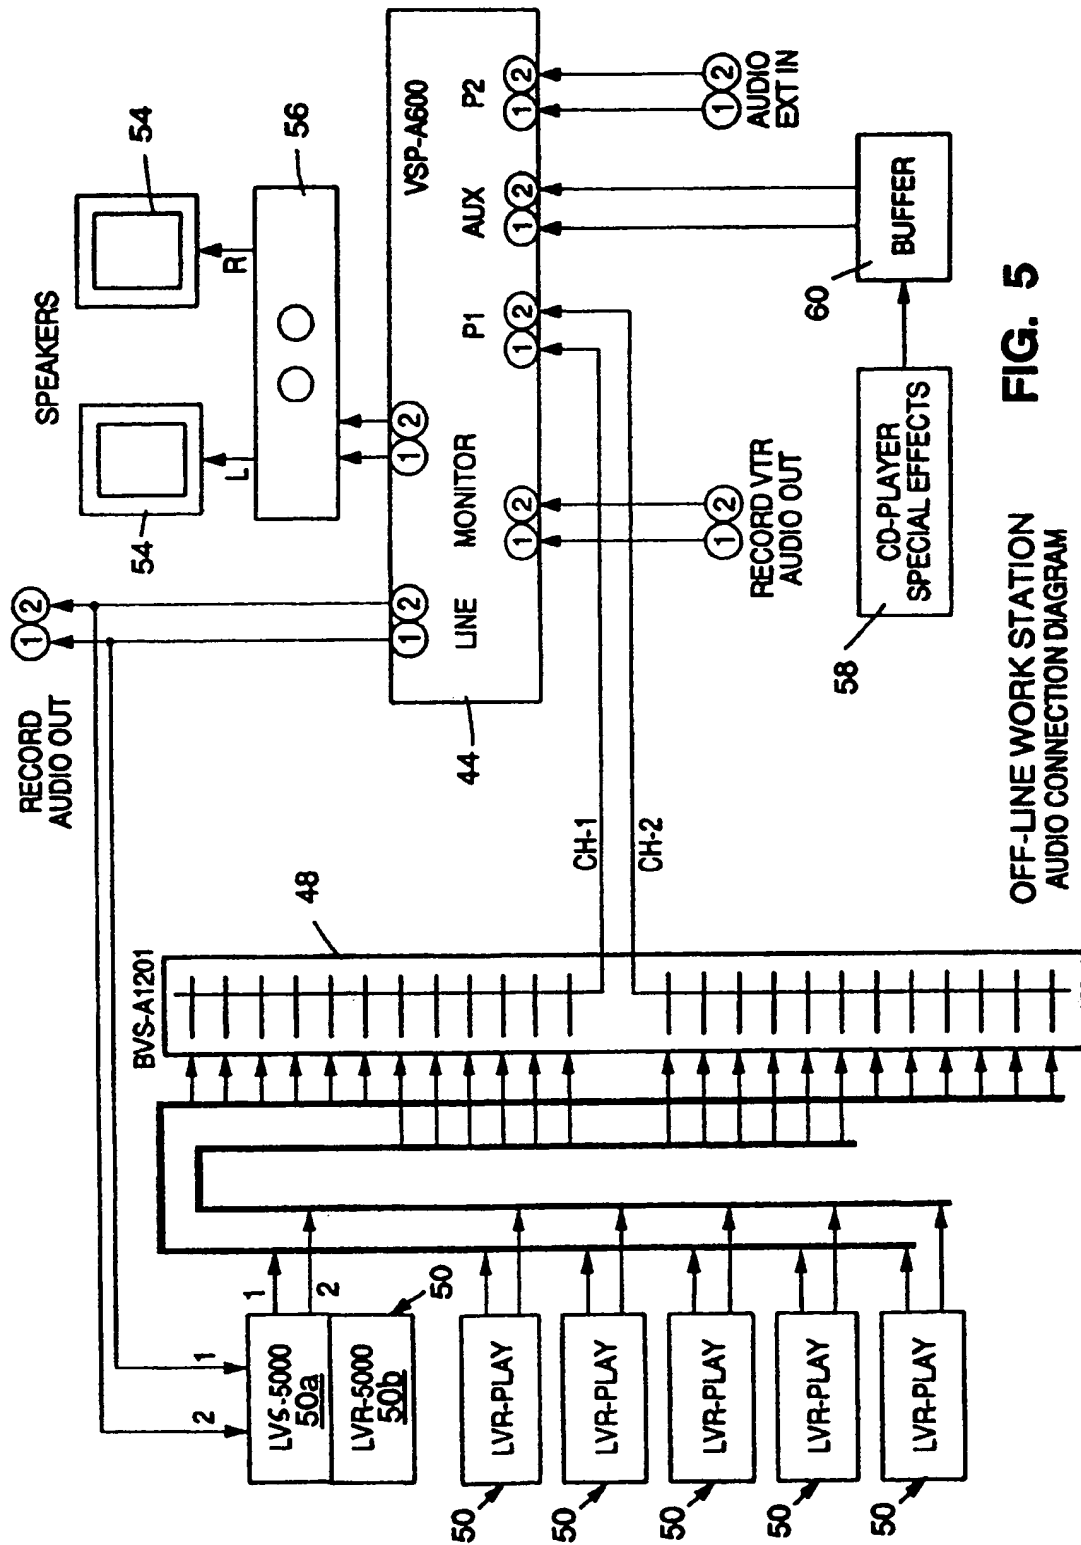 RECORD
AUDIO OUT
1 2
SPEAKERS
54
54
L
R
56
1 2
1 2
LINE
MONITOR
VSP-A600
1 2
P1
1 2
AUX
1 2
P2
1 2
44
RECORD VTR
AUDIO OUT
1 2
AUDIO
EXT IN
1 2
BUFFER
60
CD-PLAYER
SPECIAL EFFECTS
58
CH-1
CH-2
BVS-A1201
48
2
1
1
2
LVS-5000
50a
LVR-5000
50b
50
LVR-PLAY
50
LVR-PLAY
50
LVR-PLAY
50
LVR-PLAY
50
LVR-PLAY
50
OFF-LINE WORK STATION
AUDIO CONNECTION DIAGRAM
FIG. 5